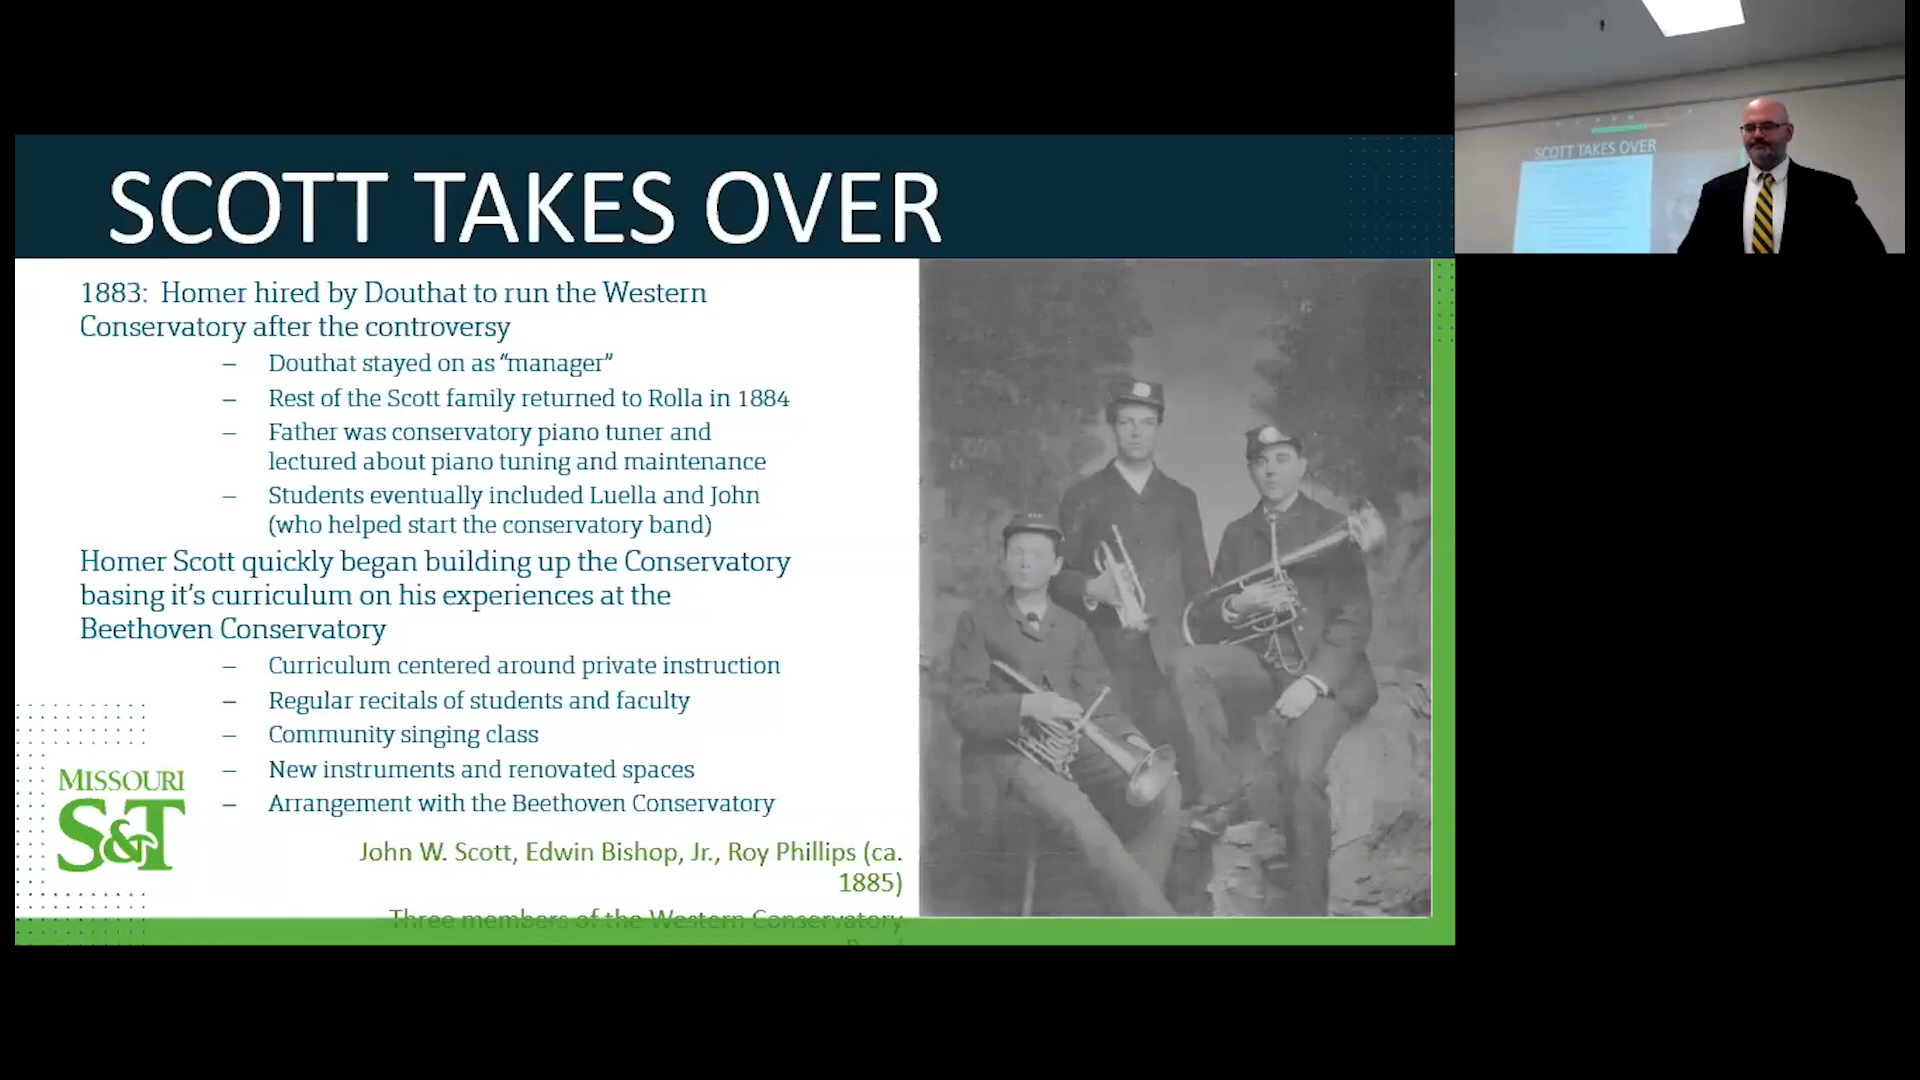 SCOTT TAKES OVER
1883: Homer hired by Douthat to run the Western
Conservatory after the controversy
– Douthat stayed on as “manager”
– Rest of the Scott family returned to Rolla in 1884
– Father was conservatory piano tuner and
lectured about piano tuning and maintenance
– Students eventually included Luella and John
(who helped start the conservatory band)
Homer Scott quickly began building up the Conservatory
basing it’s curriculum on his experiences at the
Beethoven Conservatory
– Curriculum centered around private instruction
– Regular recitals of students and faculty
– Community singing class
– New instruments and renovated spaces
– Arrangement with the Beethoven Conservatory
John W. Scott, Edwin Bishop, Jr., Roy Phillips (ca.
1885)
Three members of the Western Conservatory
MISSOURI
S&T
SCOTT TAKES OVER